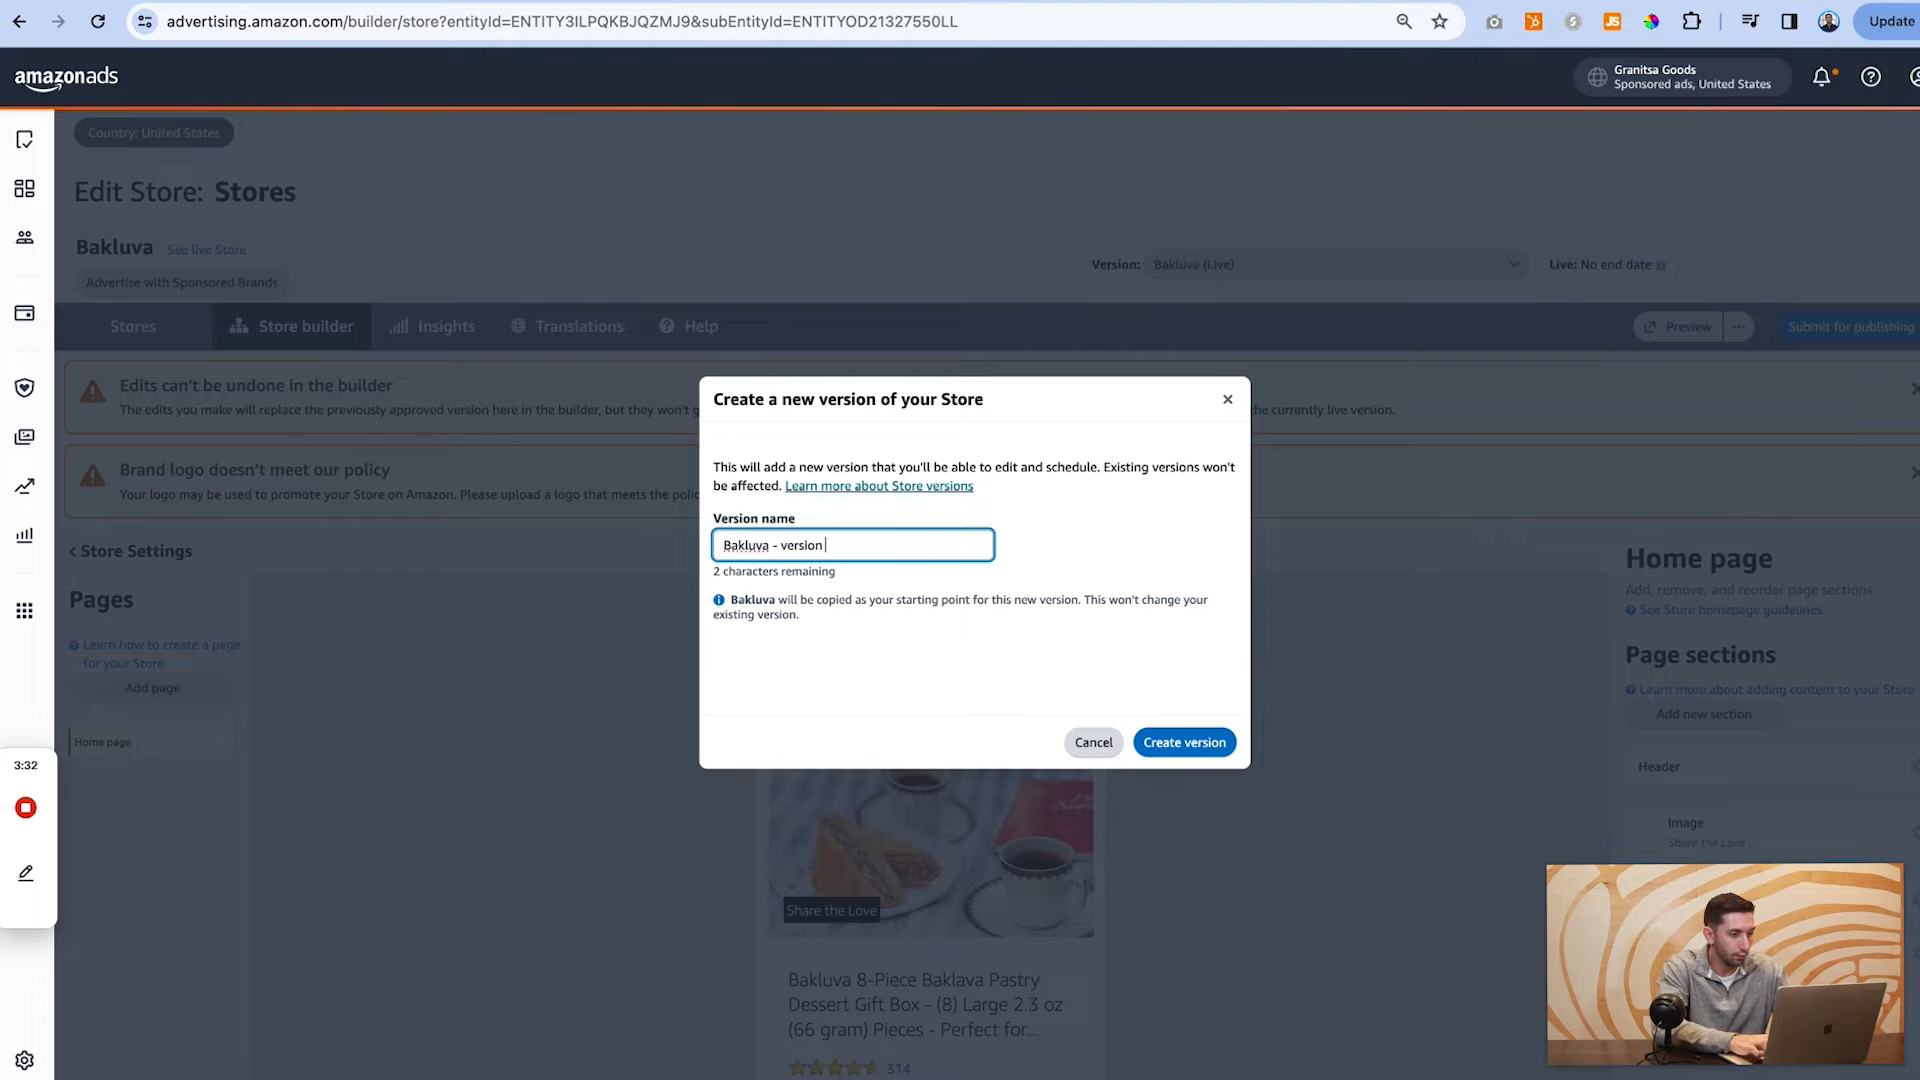 advertising.amazon.com/builder/store?entityId=ENTITY3ILPQKBJQZMJ9&subEntityId=ENTITYOD21327550LL
Update
amazonads
Granitsa Goods
Sponsored ads, United States
Country: United States
Edit Store: Stores
Bakluva See live Store
Version: Bakluva (Live) Live: No end date
Advertise with Sponsored Brands
Stores Store builder Insights Translations Help Preview Submit for publishing
Edits can't be undone in the builder
The edits you make will replace the previously approved version here in the builder, but they won't g
he currently live version.
Brand logo doesn't meet our policy
Your logo may be used to promote your Store on Amazon. Please upload a logo that meets the polic
Create a new version of your Store
This will add a new version that you'll be able to edit and schedule. Existing versions won't
be affected. Learn more about Store versions
Version name
Bakluva - version
2 characters remaining
Bakluva will be copied as your starting point for this new version. This won't change your
existing version.
Cancel Create version
< Store Settings
Pages
Learn how to create a page
for your Store
Add page
Home page
3:32
Share the Love
Bakluva 8-Piece Baklava Pastry
Dessert Gift Box - (8) Large 2.3 oz
(66 gram) Pieces - Perfect for...
314
Home page
Add, remove, and reorder page sections
See Store homepage guidelines
Page sections
Learn more about adding content to your Store
Add new section
Header
Image
Share the Love
JS